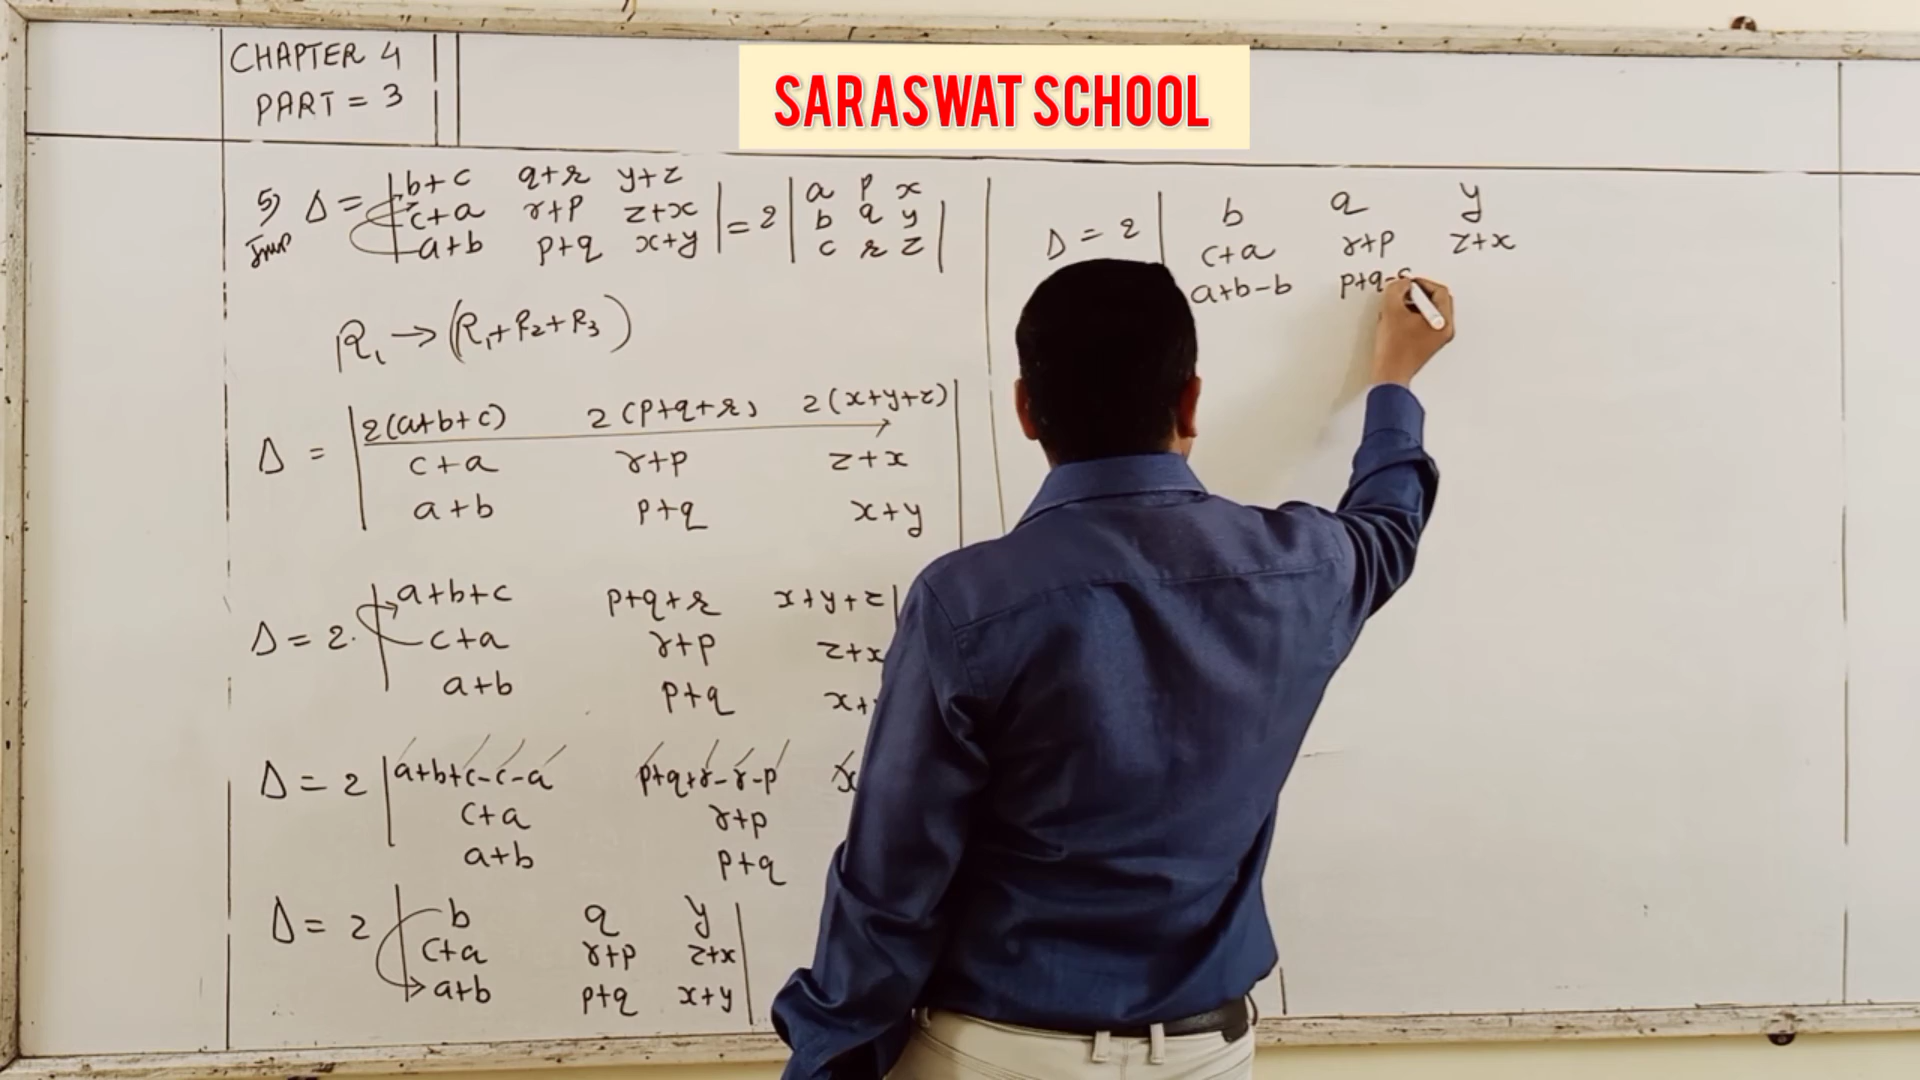 CHAPTER 4
PART = 3
SARASWAT SCHOOL
5) Δ = | b+c q+r y+z
Imp c+a r+p z+x
a+b p+q x+y | = 2 | a p x
b q y
c r z |
R₁ → (R₁+R₂+R₃)
Δ = | 2(a+b+c) 2(p+q+r) 2(x+y+z) |
c+a r+p z+x
a+b p+q x+y
Δ = 2. | a+b+c p+q+r x+y+z |
c+a r+p z+x
a+b p+q x+
Δ = 2 | a+b+c-c-a p+q+r-r-p x
c+a r+p
a+b p+q
Δ = 2 | b q y |
c+a r+p z+x
a+b p+q x+y
Δ = 2 | b q y
c+a r+p z+x
a+b-b p+q-